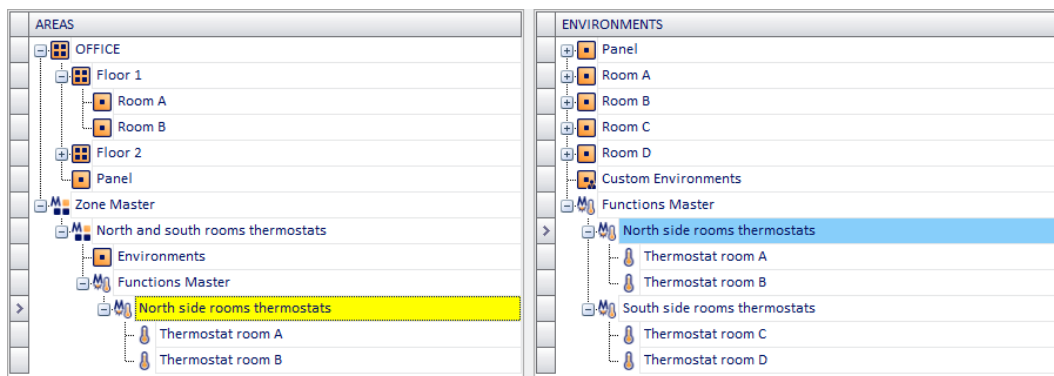 AREAS
OFFICE
Floor 1
Room A
Room B
Floor 2
Panel
Zone Master
North and south rooms thermostats
Environments
Functions Master
North side rooms thermostats
Thermostat room A
Thermostat room B
ENVIRONMENTS
Panel
Room A
Room B
Room C
Room D
Custom Environments
Functions Master
North side rooms thermostats
Thermostat room A
Thermostat room B
South side rooms thermostats
Thermostat room C
Thermostat room D